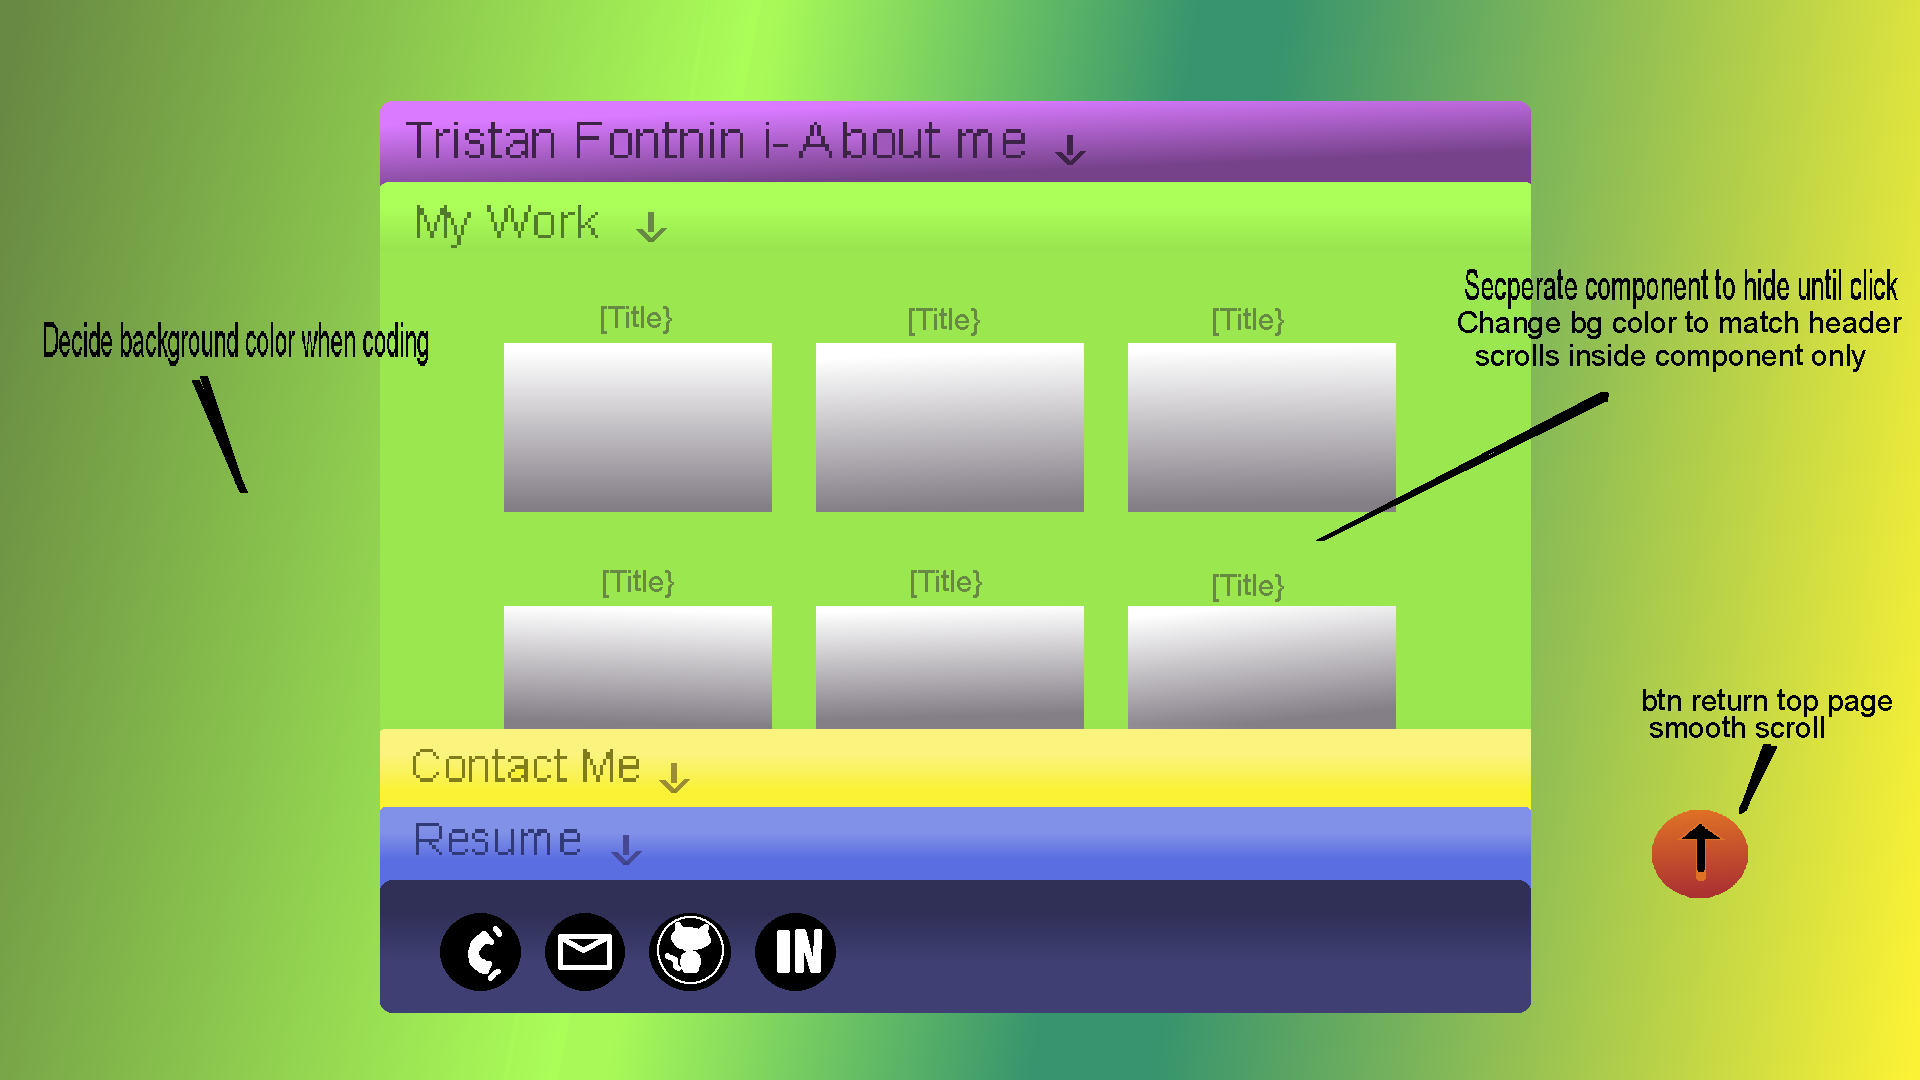 Tristan Fontnin i- About me
My Work
Secperate component to hide until click
Change bg color to match header
scrolls inside component only
Decide background color when coding
[Title} [Title} [Title}
[Title} [Title} [Title}
btn return top page
smooth scroll
Contact Me
Resume
IN